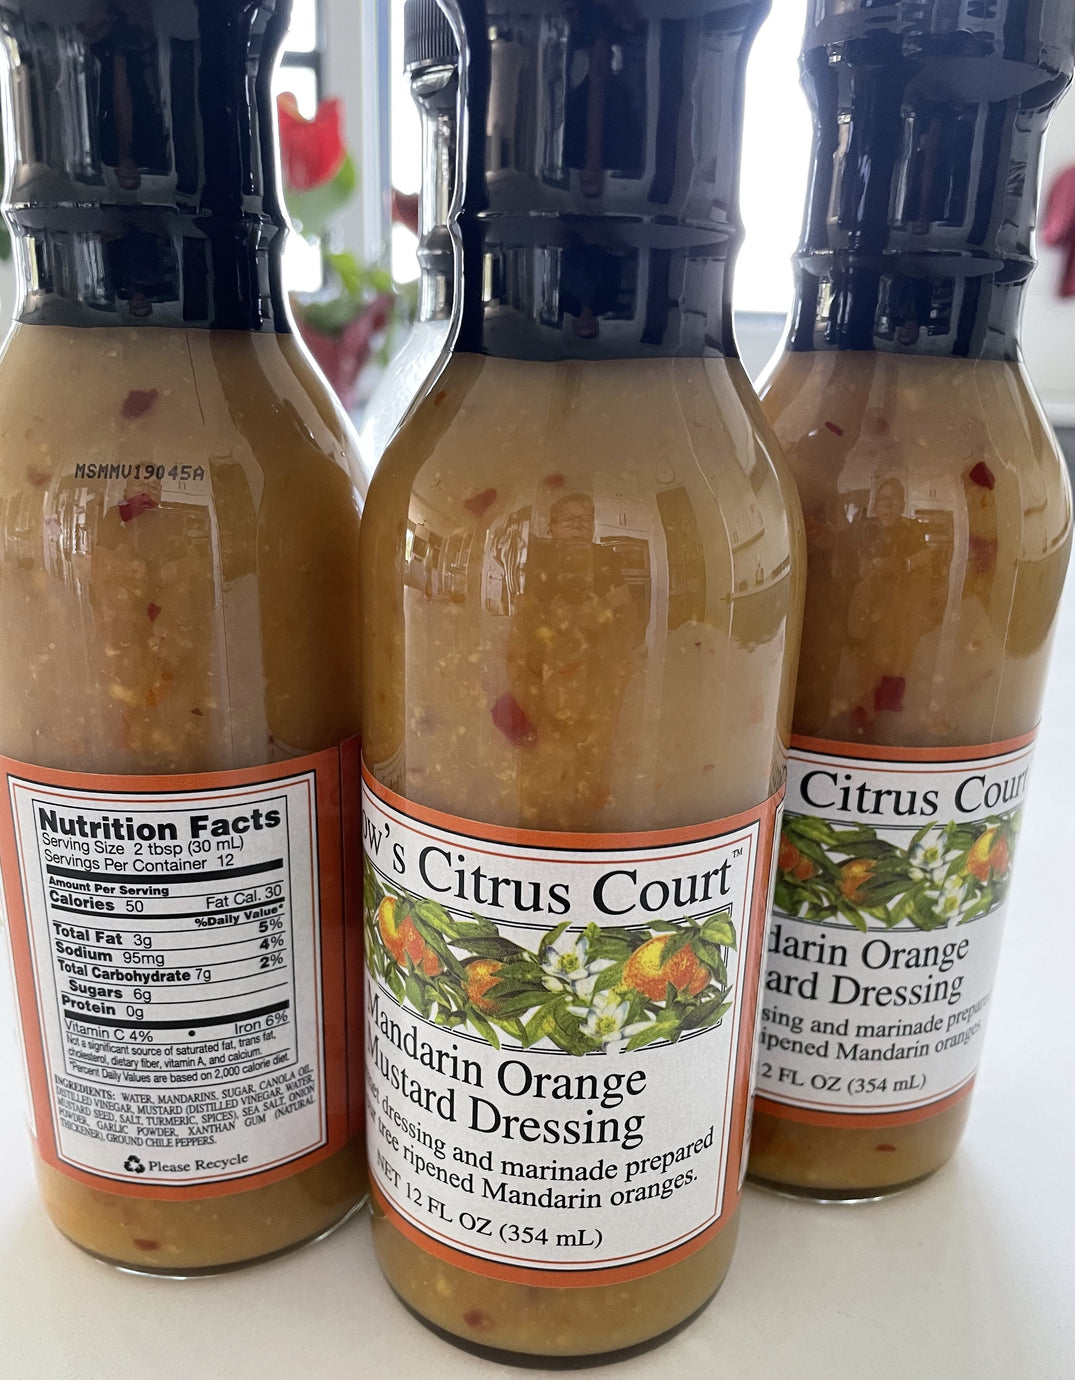 MSMMV19045A
Nutrition Facts
Serving Size 2 tbsp (30 mL)
Servings Per Container 12
Amount Per Serving
Calories 50 Fat Cal. 30
%Daily Value*
Total Fat 3g 5%
Sodium 95mg 4%
Total Carbohydrate 7g 2%
Sugars 6g
Protein 0g
Vitamin C 4% • Iron 6%
Not a significant source of saturated fat, trans fat,
cholesterol, dietary fiber, vitamin A, and calcium.
*Percent Daily Values are based on 2,000 calorie diet.
INGREDIENTS: WATER, MANDARINS, SUGAR, CANOLA OIL,
DISTILLED VINEGAR, MUSTARD (DISTILLED VINEGAR, WATER,
MUSTARD SEED, SALT, TURMERIC, SPICES), SEA SALT, ONION
POWDER, GARLIC POWDER, XANTHAN GUM (NATURAL
THICKENER), GROUND CHILE PEPPERS.
Please Recycle
ow's Citrus Court™
Mandarin Orange
Mustard Dressing
dressing and marinade prepared
tree ripened Mandarin oranges.
NET 12 FL OZ (354 mL)
Citrus Court
darin Orange
ard Dressing
sing and marinade prepar
ipened Mandarin oranges.
2 FL OZ (354 mL)